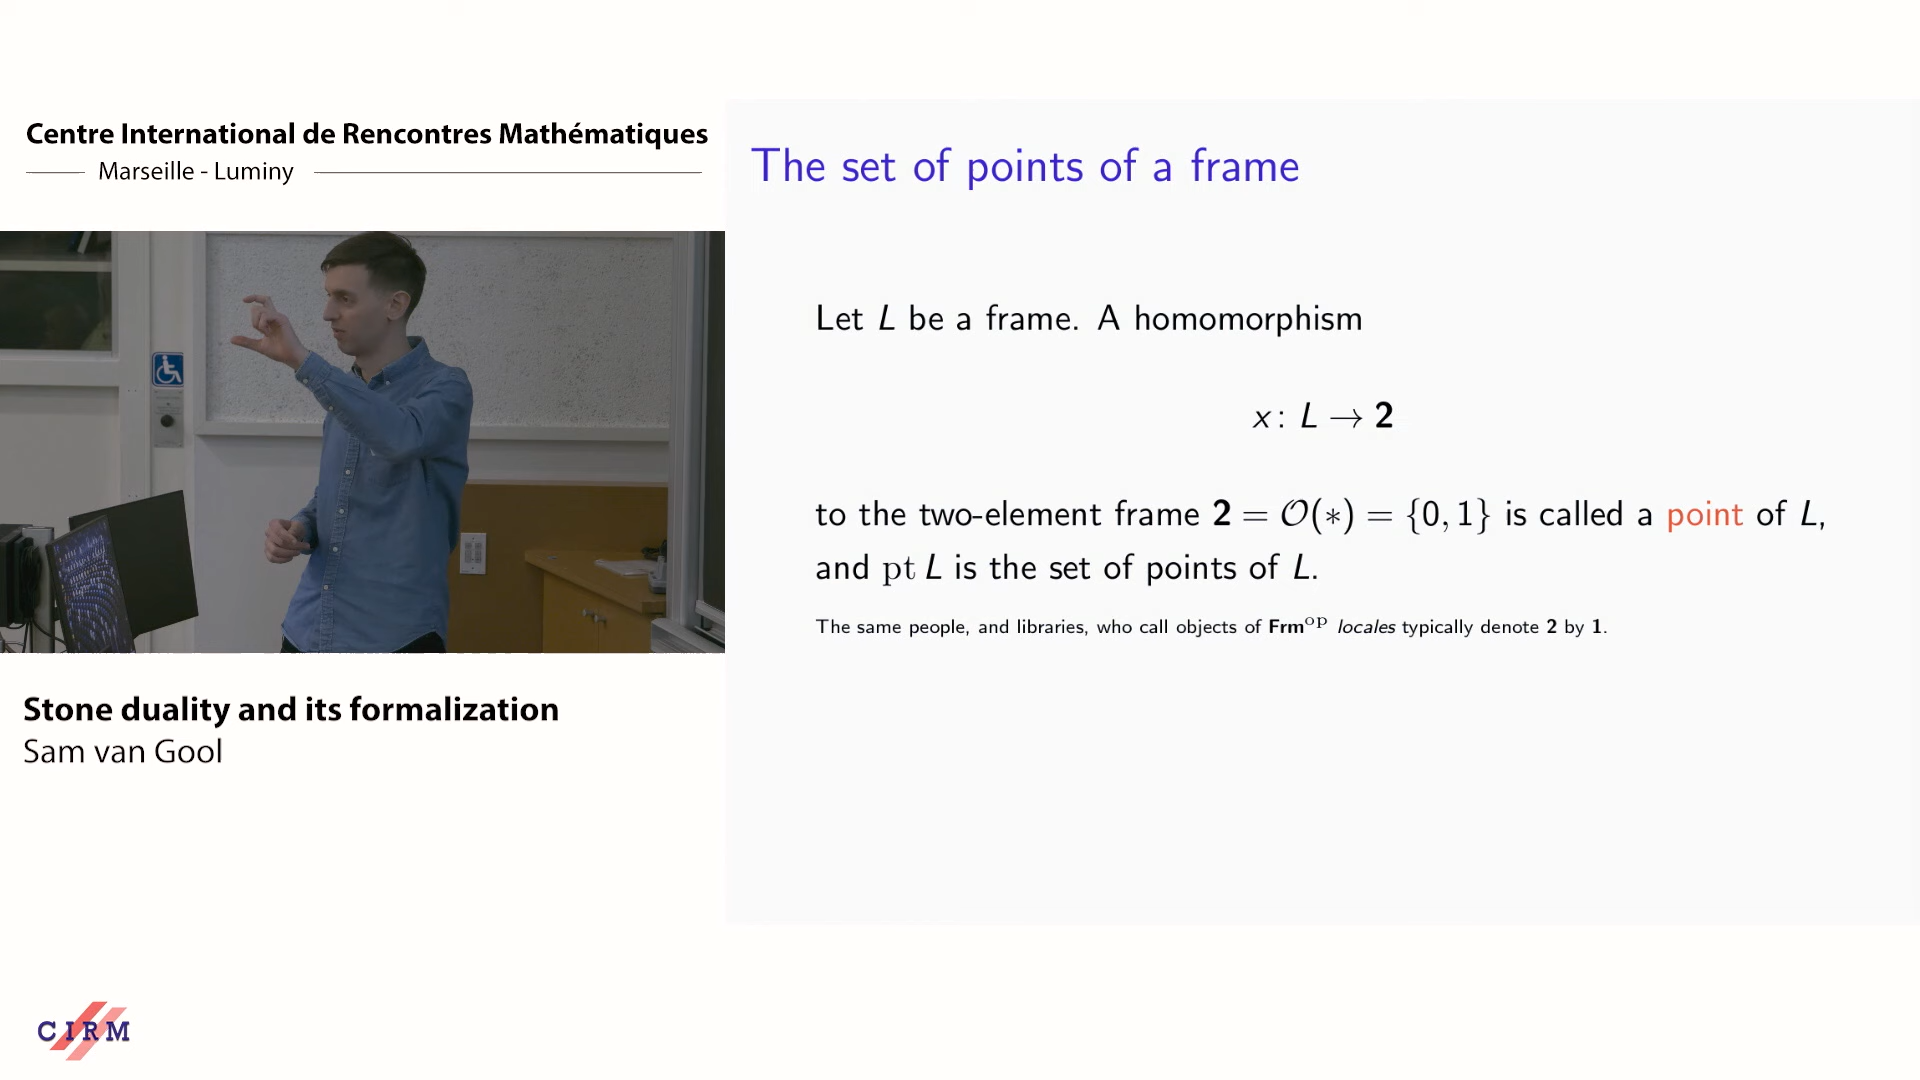 Centre International de Rencontres Mathématiques
Marseille - Luminy
The set of points of a frame
Let L be a frame. A homomorphism
x: L → 2
to the two-element frame 2 = 𝒪(∗) = {0, 1} is called a point of L,
and pt L is the set of points of L.
The same people, and libraries, who call objects of Frm^op locales typically denote 2 by 1.
Stone duality and its formalization
Sam van Gool
CIRM